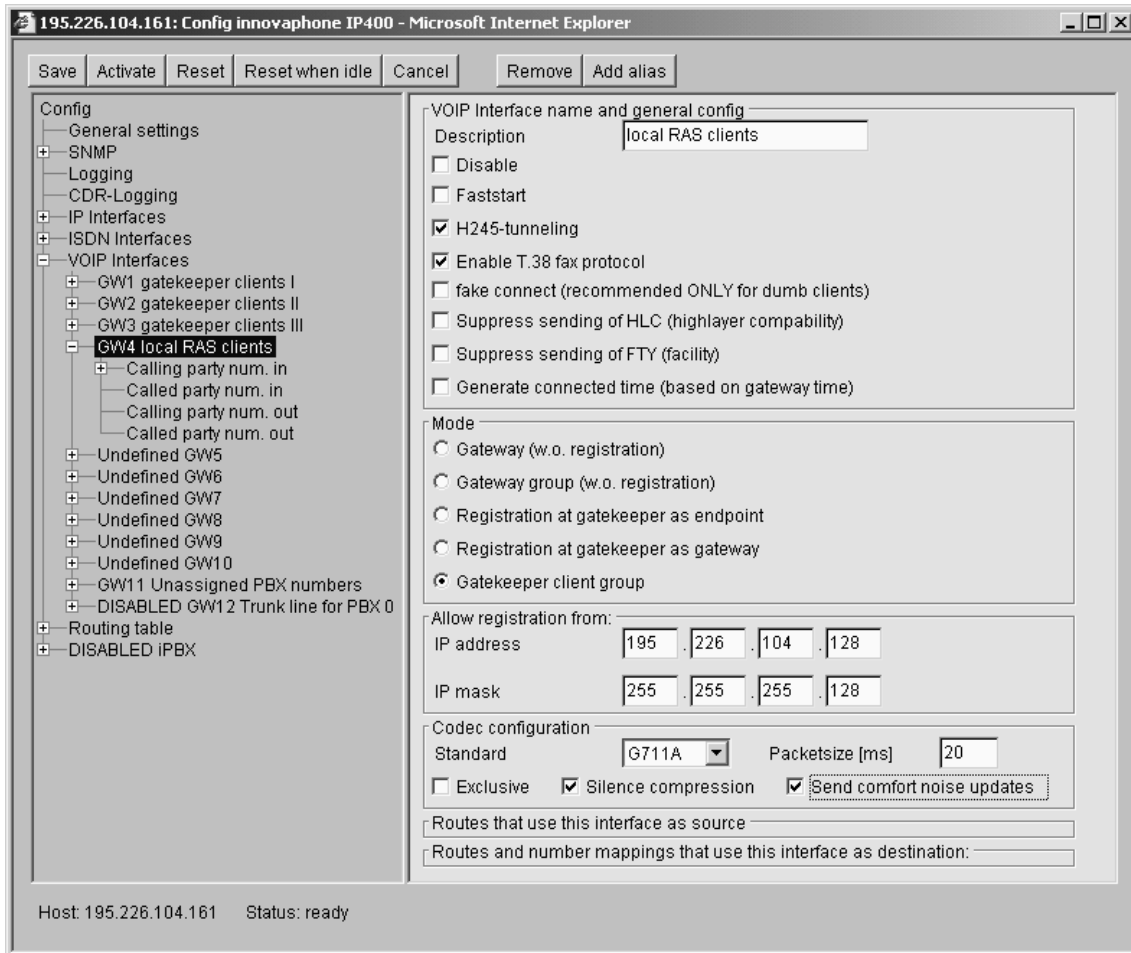 195.226.104.161: Config innovaphone IP400 - Microsoft Internet Explorer
Save Activate Reset Reset when idle Cancel Remove Add alias
Config
General settings
SNMP
Logging
CDR-Logging
IP Interfaces
ISDN Interfaces
VOIP Interfaces
GW1 gatekeeper clients I
GW2 gatekeeper clients II
GW3 gatekeeper clients III
GW4 local RAS clients
Calling party num. in
Called party num. in
Calling party num. out
Called party num. out
Undefined GW5
Undefined GW6
Undefined GW7
Undefined GW8
Undefined GW9
Undefined GW10
GW11 Unassigned PBX numbers
DISABLED GW12 Trunk line for PBX 0
Routing table
DISABLED iPBX
VOIP Interface name and general config
Description local RAS clients
Disable
Faststart
H245-tunneling
Enable T.38 fax protocol
fake connect (recommended ONLY for dumb clients)
Suppress sending of HLC (highlayer compability)
Suppress sending of FTY (facility)
Generate connected time (based on gateway time)
Mode
Gateway (w.o. registration)
Gateway group (w.o. registration)
Registration at gatekeeper as endpoint
Registration at gatekeeper as gateway
Gatekeeper client group
Allow registration from:
IP address 195 . 226 . 104 . 128
IP mask 255 . 255 . 255 . 128
Codec configuration
Standard G711A Packetsize [ms] 20
Exclusive Silence compression Send comfort noise updates
Routes that use this interface as source
Routes and number mappings that use this interface as destination:
Host: 195.226.104.161 Status: ready